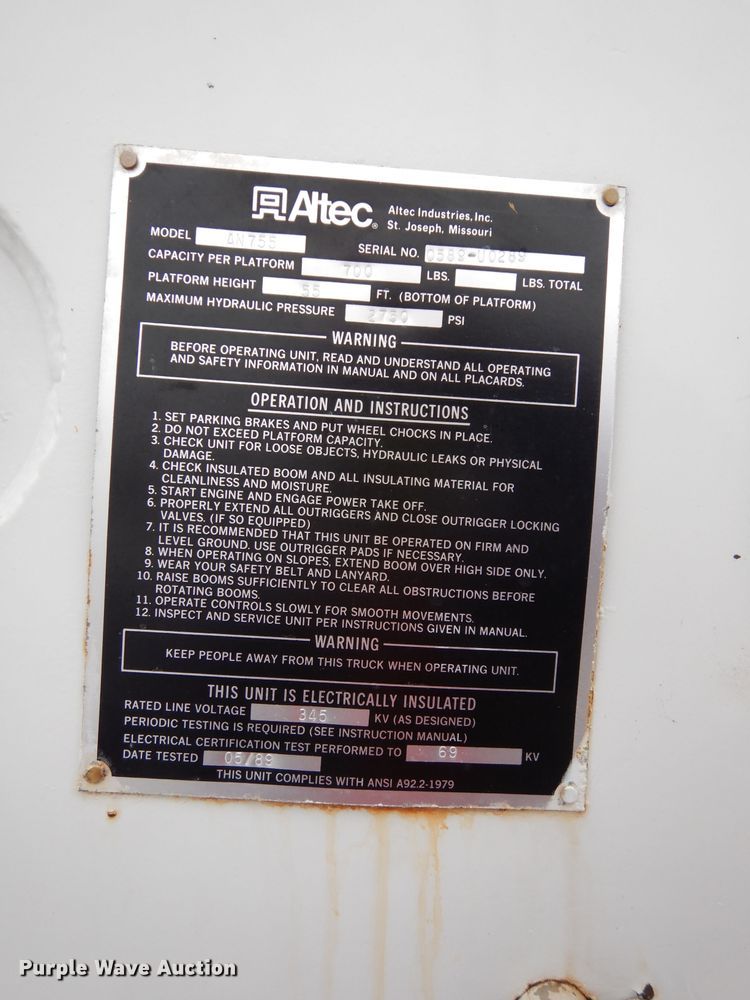 Altec® Altec Industries, Inc.
St. Joseph, Missouri
MODEL AN755
SERIAL NO. 0589-U0289
CAPACITY PER PLATFORM 700 LBS. LBS. TOTAL
PLATFORM HEIGHT 55 FT. (BOTTOM OF PLATFORM)
MAXIMUM HYDRAULIC PRESSURE 2750 PSI
WARNING
BEFORE OPERATING UNIT, READ AND UNDERSTAND ALL OPERATING
AND SAFETY INFORMATION IN MANUAL AND ON ALL PLACARDS.
OPERATION AND INSTRUCTIONS
1. SET PARKING BRAKES AND PUT WHEEL CHOCKS IN PLACE.
2. DO NOT EXCEED PLATFORM CAPACITY.
3. CHECK UNIT FOR LOOSE OBJECTS, HYDRAULIC LEAKS OR PHYSICAL
DAMAGE.
4. CHECK INSULATED BOOM AND ALL INSULATING MATERIAL FOR
CLEANLINESS AND MOISTURE.
5. START ENGINE AND ENGAGE POWER TAKE OFF.
6. PROPERLY EXTEND ALL OUTRIGGERS AND CLOSE OUTRIGGER LOCKING
VALVES. (IF SO EQUIPPED)
7. IT IS RECOMMENDED THAT THIS UNIT BE OPERATED ON FIRM AND
LEVEL GROUND. USE OUTRIGGER PADS IF NECESSARY.
8. WHEN OPERATING ON SLOPES, EXTEND BOOM OVER HIGH SIDE ONLY.
9. WEAR YOUR SAFETY BELT AND LANYARD.
10. RAISE BOOMS SUFFICIENTLY TO CLEAR ALL OBSTRUCTIONS BEFORE
ROTATING BOOMS.
11. OPERATE CONTROLS SLOWLY FOR SMOOTH MOVEMENTS.
12. INSPECT AND SERVICE UNIT PER INSTRUCTIONS GIVEN IN MANUAL.
WARNING
KEEP PEOPLE AWAY FROM THIS TRUCK WHEN OPERATING UNIT.
THIS UNIT IS ELECTRICALLY INSULATED
RATED LINE VOLTAGE 345 KV (AS DESIGNED)
PERIODIC TESTING IS REQUIRED (SEE INSTRUCTION MANUAL)
ELECTRICAL CERTIFICATION TEST PERFORMED TO 69 KV
DATE TESTED 05/89
THIS UNIT COMPLIES WITH ANSI A92.2-1979
Purple Wave Auction